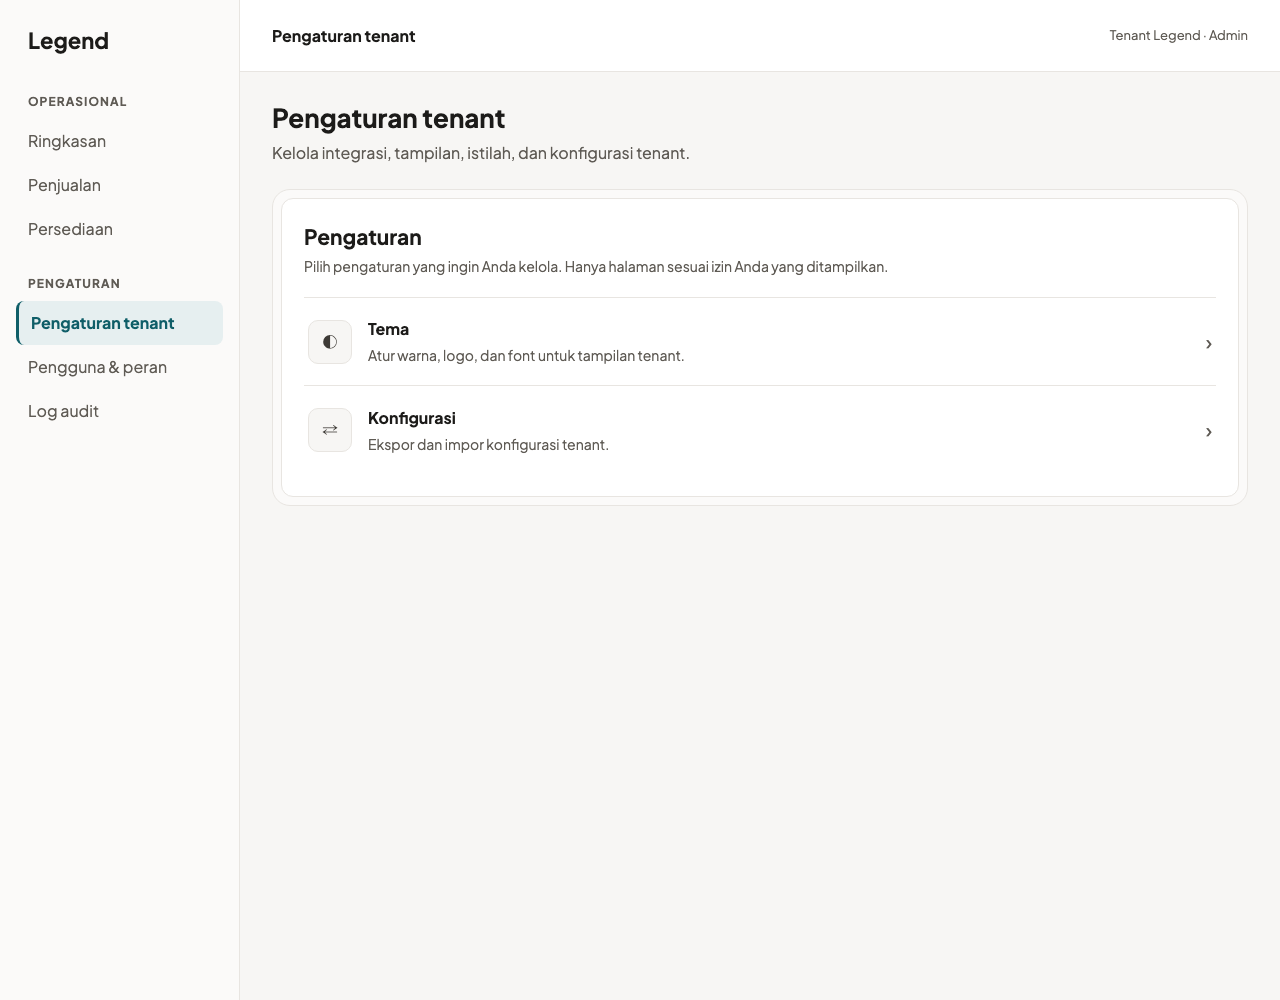 Legend
OPERASIONAL
Ringkasan
Penjualan
Persediaan
PENGATURAN
Pengaturan tenant
Pengguna & peran
Log audit
Pengaturan tenant
Tenant Legend · Admin
Pengaturan tenant
Kelola integrasi, tampilan, istilah, dan konfigurasi tenant.
Pengaturan
Pilih pengaturan yang ingin Anda kelola. Hanya halaman sesuai izin Anda yang ditampilkan.
Tema
Atur warna, logo, dan font untuk tampilan tenant.
Konfigurasi
Ekspor dan impor konfigurasi tenant.